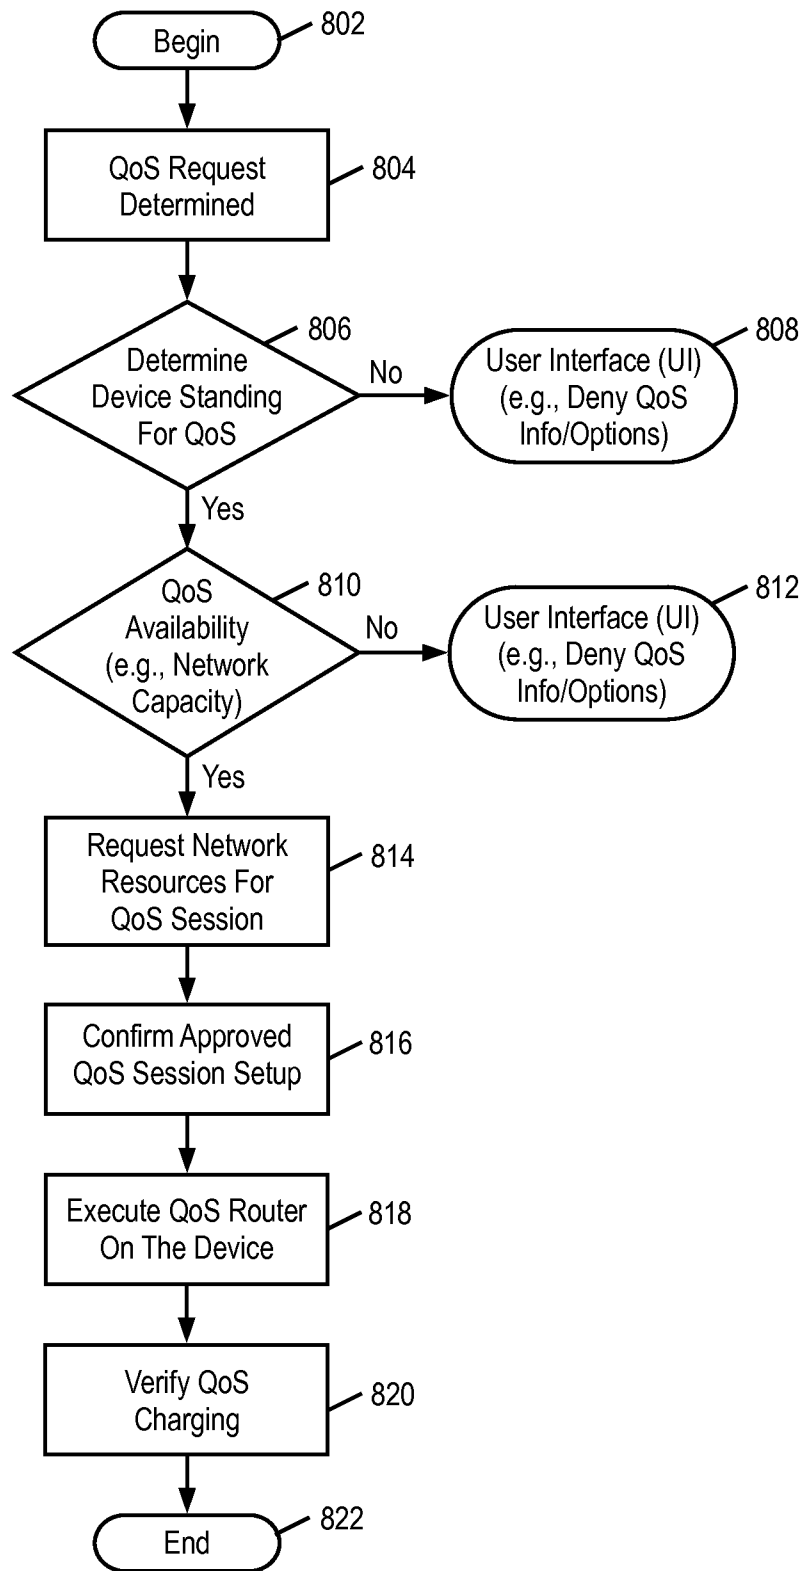 Begin
802
QoS Request
Determined
804
806
Determine
Device Standing
For QoS
No
808
User Interface (UI)
(e.g., Deny QoS
Info/Options)
Yes
810
QoS
Availability
(e.g., Network
Capacity)
No
812
User Interface (UI)
(e.g., Deny QoS
Info/Options)
Yes
Request Network
Resources For
QoS Session
814
Confirm Approved
QoS Session Setup
816
Execute QoS Router
On The Device
818
Verify QoS
Charging
820
End
822